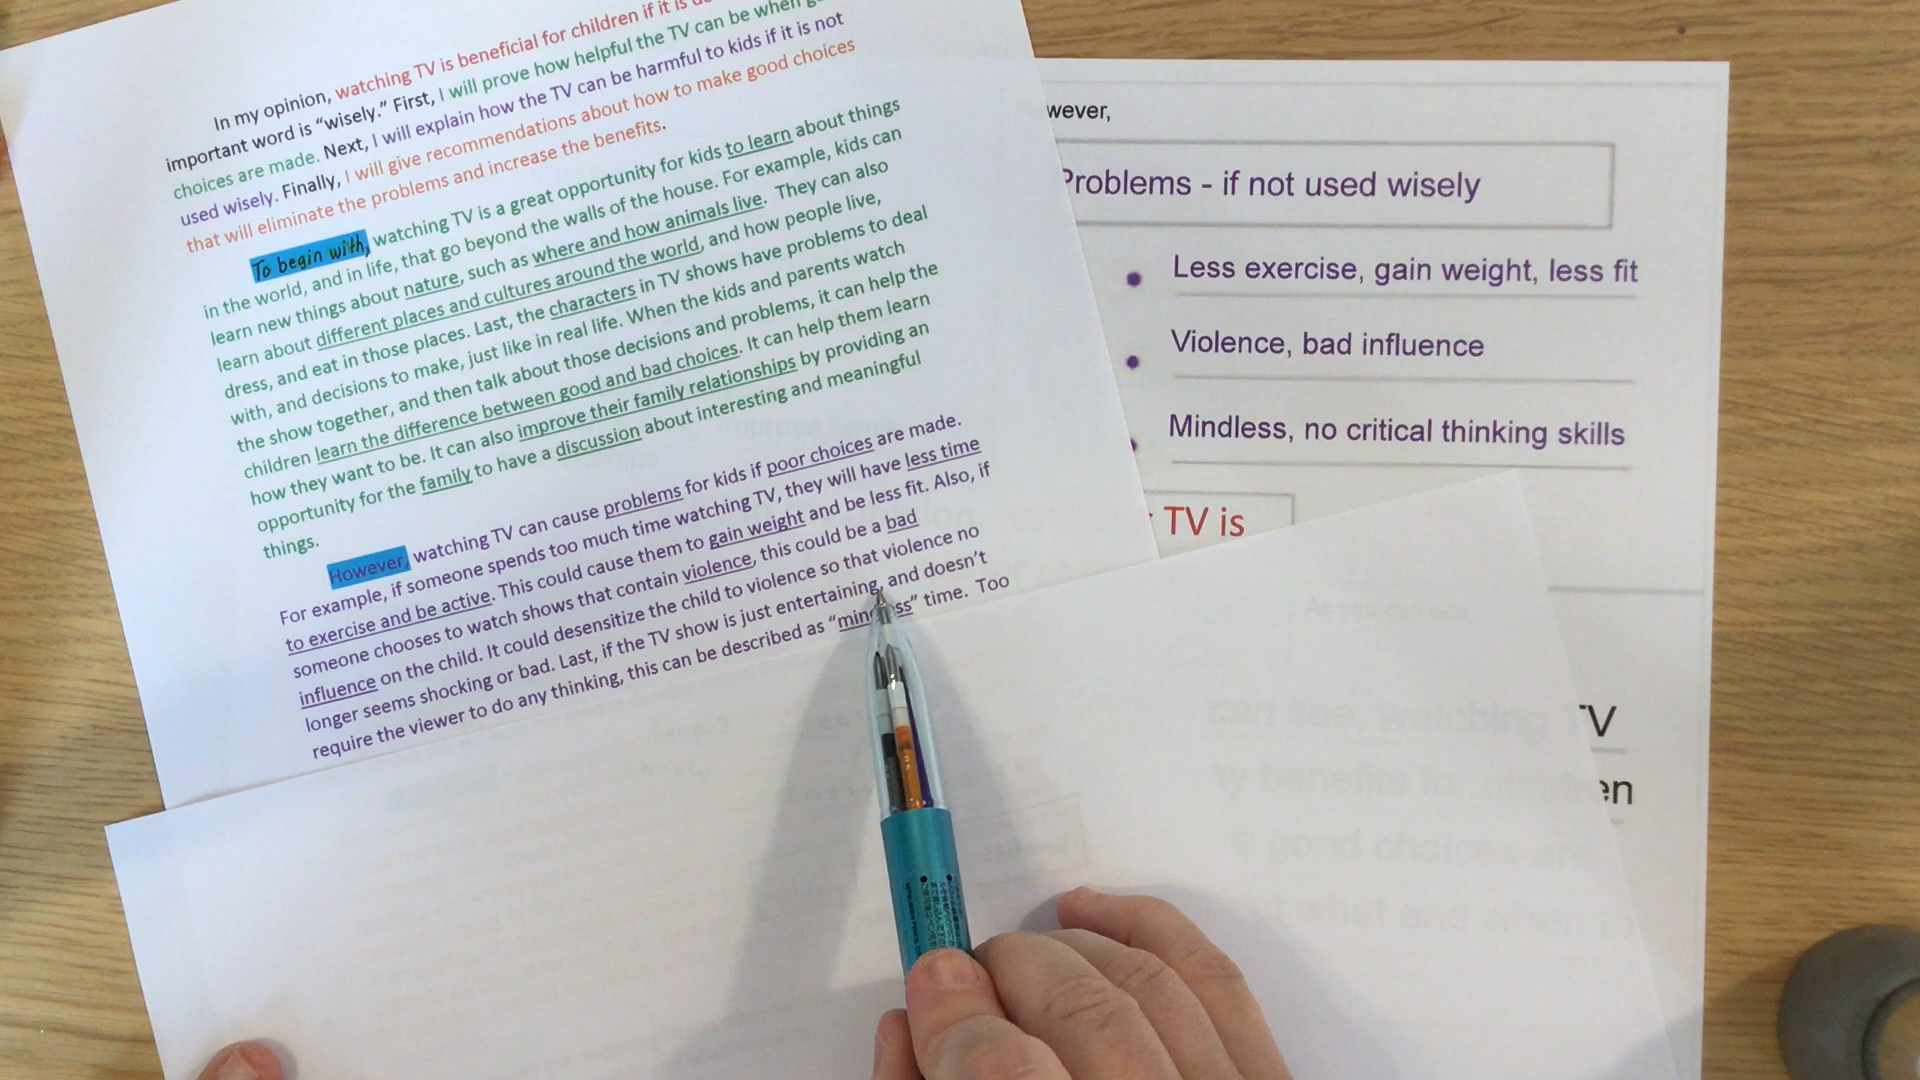 In my opinion, watching TV is beneficial for children if it is
important word is “wisely.” First, I will prove how helpful the TV can be when
choices are made. Next, I will explain how the TV can be harmful to kids if it is not
used wisely. Finally, I will give recommendations about how to make good choices
that will eliminate the problems and increase the benefits.
To begin with, watching TV is a great opportunity for kids to learn about things
in the world, and in life, that go beyond the walls of the house. For example, kids can
learn new things about nature, such as where and how animals live. They can also
learn about different places and cultures around the world, and how people live,
dress, and eat in those places. Last, the characters in TV shows have problems to deal
with, and decisions to make, just like in real life. When the kids and parents watch
the show together, and then talk about those decisions and problems, it can help the
children learn the difference between good and bad choices. It can help them learn
how they want to be. It can also improve their family relationships by providing an
opportunity for the family to have a discussion about interesting and meaningful
things.
However, watching TV can cause problems for kids if poor choices are made.
For example, if someone spends too much time watching TV, they will have less time
to exercise and be active. This could cause them to gain weight and be less fit. Also, if
someone chooses to watch shows that contain violence, this could be a bad
influence on the child. It could desensitize the child to violence so that violence no
longer seems shocking or bad. Last, if the TV show is just entertaining, and doesn’t
require the viewer to do any thinking, this can be described as “mindless” time. Too
wever,
Problems - if not used wisely
Less exercise, gain weight, less fit
Violence, bad influence
Mindless, no critical thinking skills
TV is
TV
en